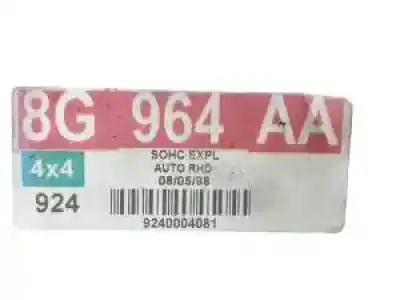 8G 964 AA
SOHC EXPL
4x4 AUTO RHD
08/05/98
924
9240004081